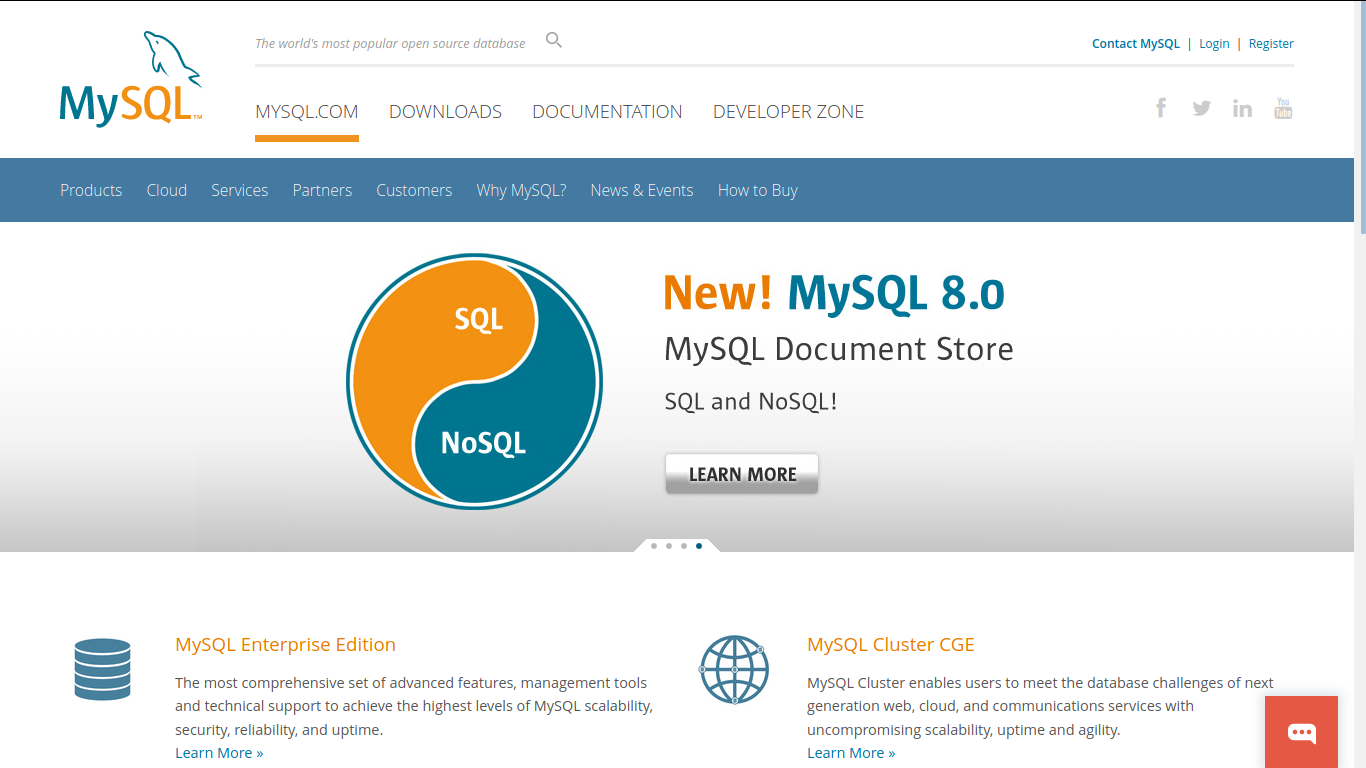 The world's most popular open source database
Contact MySQL | Login | Register
MySQL™
MYSQL.COM DOWNLOADS DOCUMENTATION DEVELOPER ZONE
You
Tube
Products Cloud Services Partners Customers Why MySQL? News & Events How to Buy
SQL
NoSQL
New! MySQL 8.0
MySQL Document Store
SQL and NoSQL!
LEARN MORE
MySQL Enterprise Edition
The most comprehensive set of advanced features, management tools
and technical support to achieve the highest levels of MySQL scalability,
security, reliability, and uptime.
Learn More »
MySQL Cluster CGE
MySQL Cluster enables users to meet the database challenges of next
generation web, cloud, and communications services with
uncompromising scalability, uptime and agility.
Learn More »